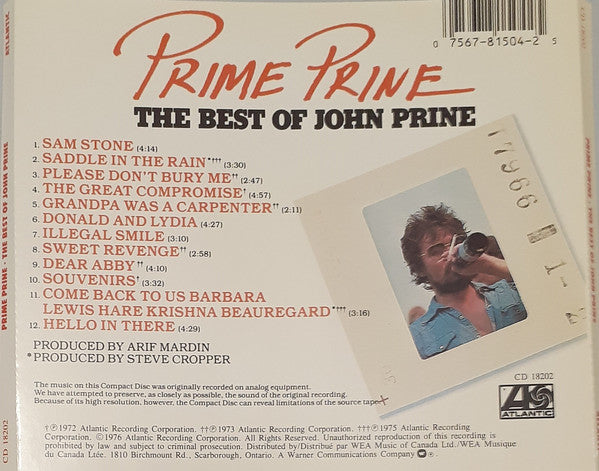 ATLANTIC
PRIME PRINE · THE BEST OF JOHN PRINE
CD 18202
0 7567-81504-2 5
PRIME PRINE
THE BEST OF JOHN PRINE
1. SAM STONE (4:14)
2. SADDLE IN THE RAIN*††† (3:30)
3. PLEASE DON'T BURY ME†† (2:47)
4. THE GREAT COMPROMISE† (4:57)
5. GRANDPA WAS A CARPENTER†† (2:11)
6. DONALD AND LYDIA (4:27)
7. ILLEGAL SMILE (3:10)
8. SWEET REVENGE†† (2:58)
9. DEAR ABBY†† (4:10)
10. SOUVENIRS† (3:32)
11. COME BACK TO US BARBARA
LEWIS HARE KRISHNA BEAUREGARD*††† (3:16)
12. HELLO IN THERE (4:29)
PRODUCED BY ARIF MARDIN
*PRODUCED BY STEVE CROPPER
The music on this Compact Disc was originally recorded on analog equipment.
We have attempted to preserve, as closely as possible, the sound of the original recording.
Because of its high resolution, however, the Compact Disc can reveal limitations of the source tape.
CD 18202
ATLANTIC
†℗1972 Atlantic Recording Corporation. ††℗1973 Atlantic Recording Corporation. †††℗1975 Atlantic Recording
Corporation. ©1976 Atlantic Recording Corporation. All Rights Reserved. Unauthorized reproduction of this recording is
prohibited by law and subject to criminal prosecution. Distributed by/Distribué par WEA Music of Canada Ltd./WEA Musique
du Canada Ltée. 1810 Birchmount Rd., Scarborough, Ontario. A Warner Communications Company